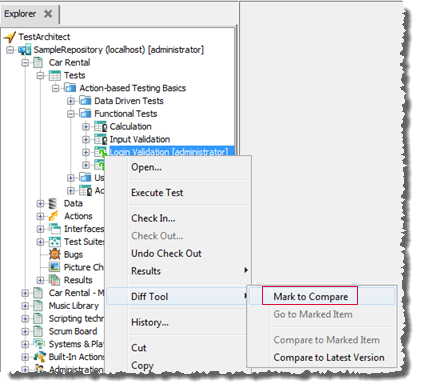 Explorer
TestArchitect
SampleRepository (localhost) [administrator]
Car Rental
Tests
Action-based Testing Basics
Data Driven Tests
Functional Tests
Calculation
Input Validation
Login Validation [administrator]
Us
Ac
Data
Actions
Interfaces
Test Suites
Bugs
Picture Che
Results
Car Rental - M
Music Library
Scripting techn
Scrum Board
Systems & Pla
Built-In Actions
Administration
Open...
Execute Test
Check In...
Check Out...
Undo Check Out
Results
Diff Tool
History...
Cut
Copy
Mark to Compare
Go to Marked Item
Compare to Marked Item
Compare to Latest Version